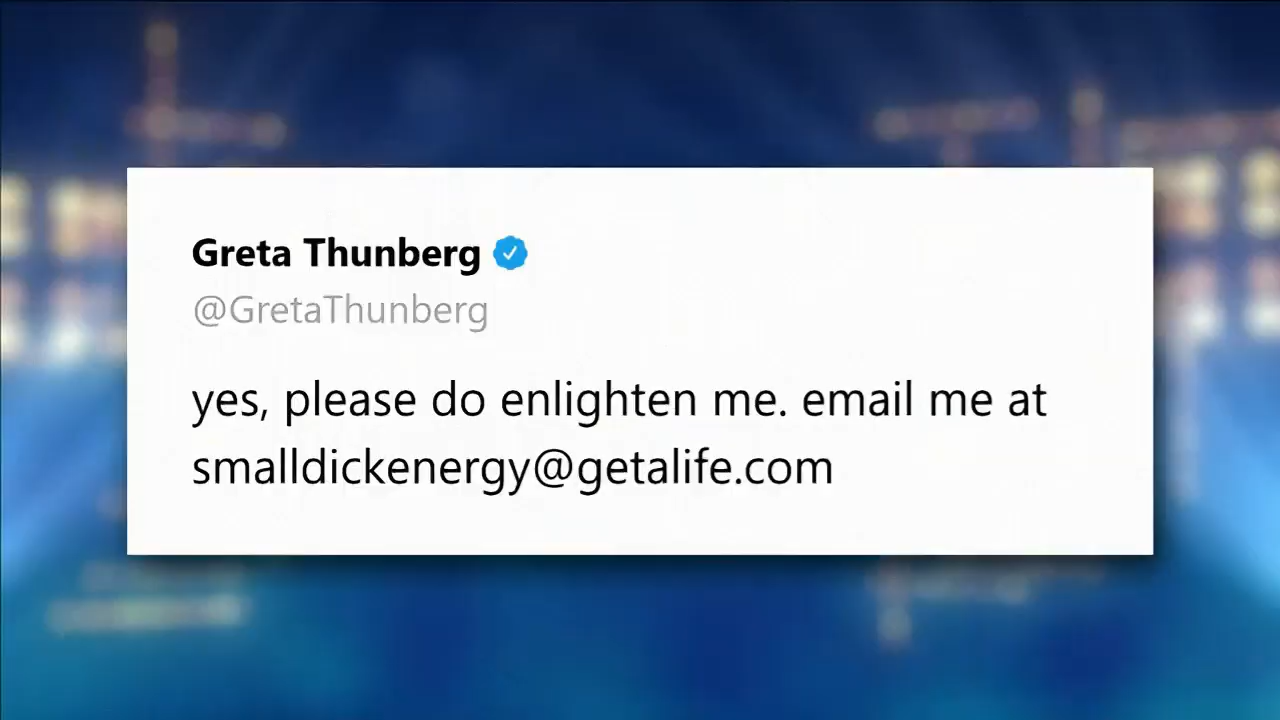 Greta Thunberg
@GretaThunberg
yes, please do enlighten me. email me at
smalldickenergy@getalife.com